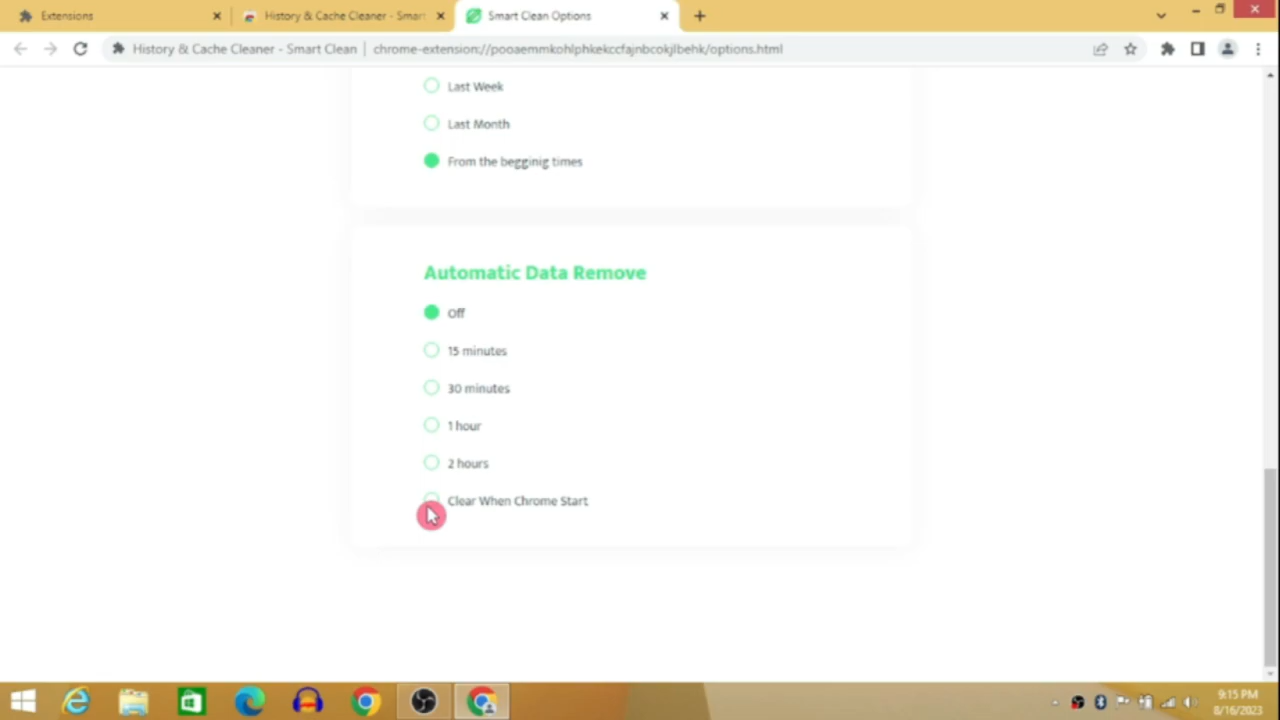 Extensions
History & Cache Cleaner - Smart
Smart Clean Options
History & Cache Cleaner - Smart Clean
chrome-extension://pooaemmkohlphkekccfajnbcokjlbehk/options.html
Last Week
Last Month
From the begginig times
Automatic Data Remove
Off
15 minutes
30 minutes
1 hour
2 hours
Clear When Chrome Start
9:15 PM
8/16/2023